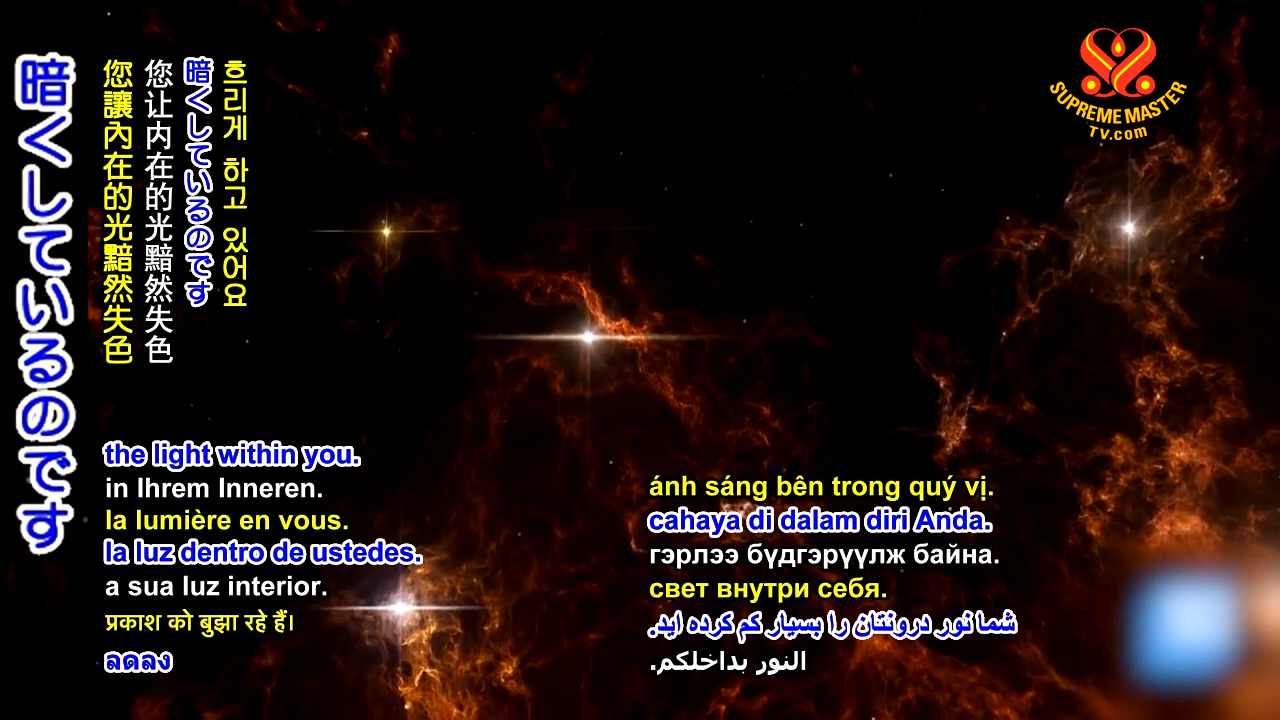 暗くしているのです
您讓內在的光黯然失色
您让内在的光黯然失色
暗くしているのです
흐리게 하고 있어요
SUPREME MASTER
TV.com
the light within you.
in Ihrem Inneren.
la lumière en vous.
la luz dentro de ustedes.
a sua luz interior.
प्रकाश को बुझा रहे हैं।
ลดลง
ánh sáng bên trong quý vị.
cahaya di dalam diri Anda.
гэрлээ бүдгэрүүлж байна.
свет внутри себя.
شما نور درونتان را بسیار کم کرده اید.
النور بداخلكم.